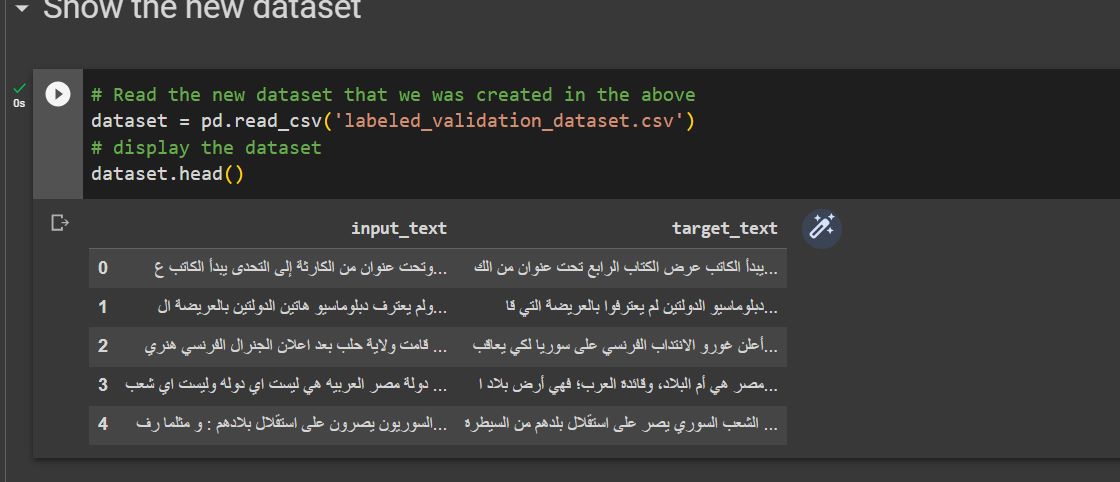 Show the new dataset
0s
# Read the new dataset that we was created in the above
dataset = pd.read_csv('labeled_validation_dataset.csv')
# display the dataset
dataset.head()
input_text target_text
0 وتحت عنوان من الكارثة إلى التحدى يبدأ الكاتب ع... يبدأ الكاتب عرض الكتاب الرابع تحت عنوان من الك...
1 ولم يعترف دبلوماسيو هاتين الدولتين بالعريضة ال... دبلوماسيو الدولتين لم يعترفوا بالعريضة التي قا...
2 قامت ولاية حلب بعد اعلان الجنرال الفرنسي هنري ... أعلن غورو الانتداب الفرنسي على سوريا لكي يعاقب...
3 دولة مصر العربيه هي ليست اي دوله وليست اي شعب ... مصر هي أم البلاد، وقائدة العرب؛ فهي أرض بلاد ا...
4 السوريون يصرون على استقلال بلادهم : و مثلما رف... الشعب السوري يصر على استقلال بلدهم من السيطرة ...